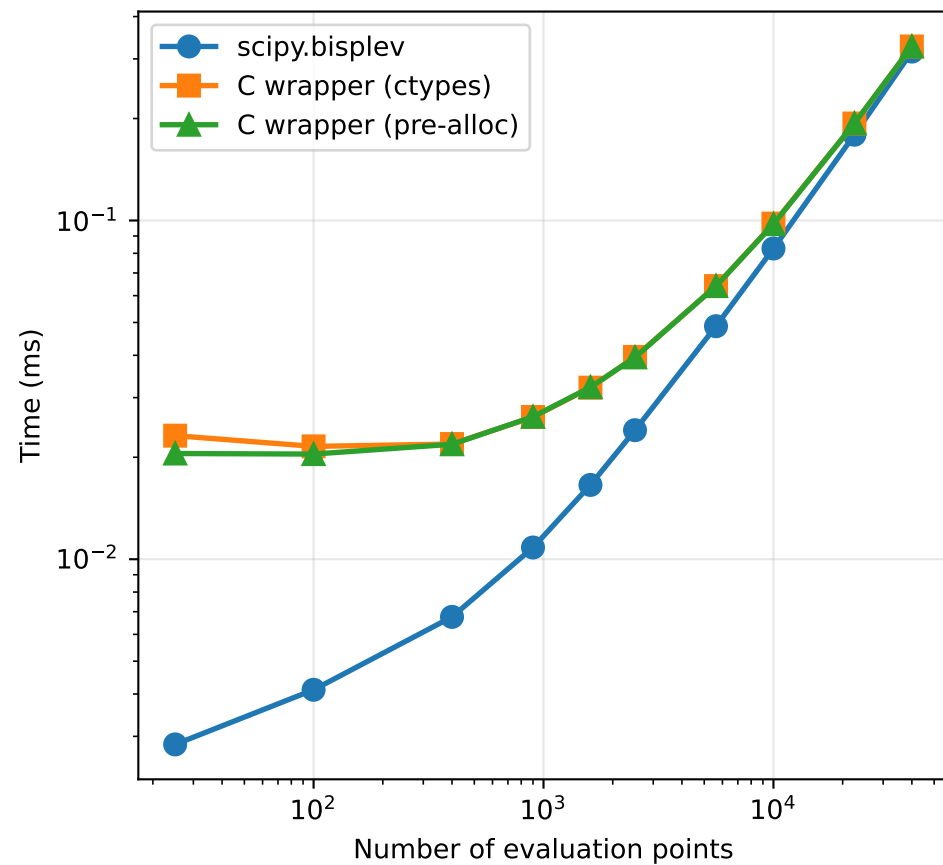 scipy.bisplev
C wrapper (ctypes)
C wrapper (pre-alloc)
10⁻¹
10⁻²
Time (ms)
10² 10³ 10⁴
Number of evaluation points